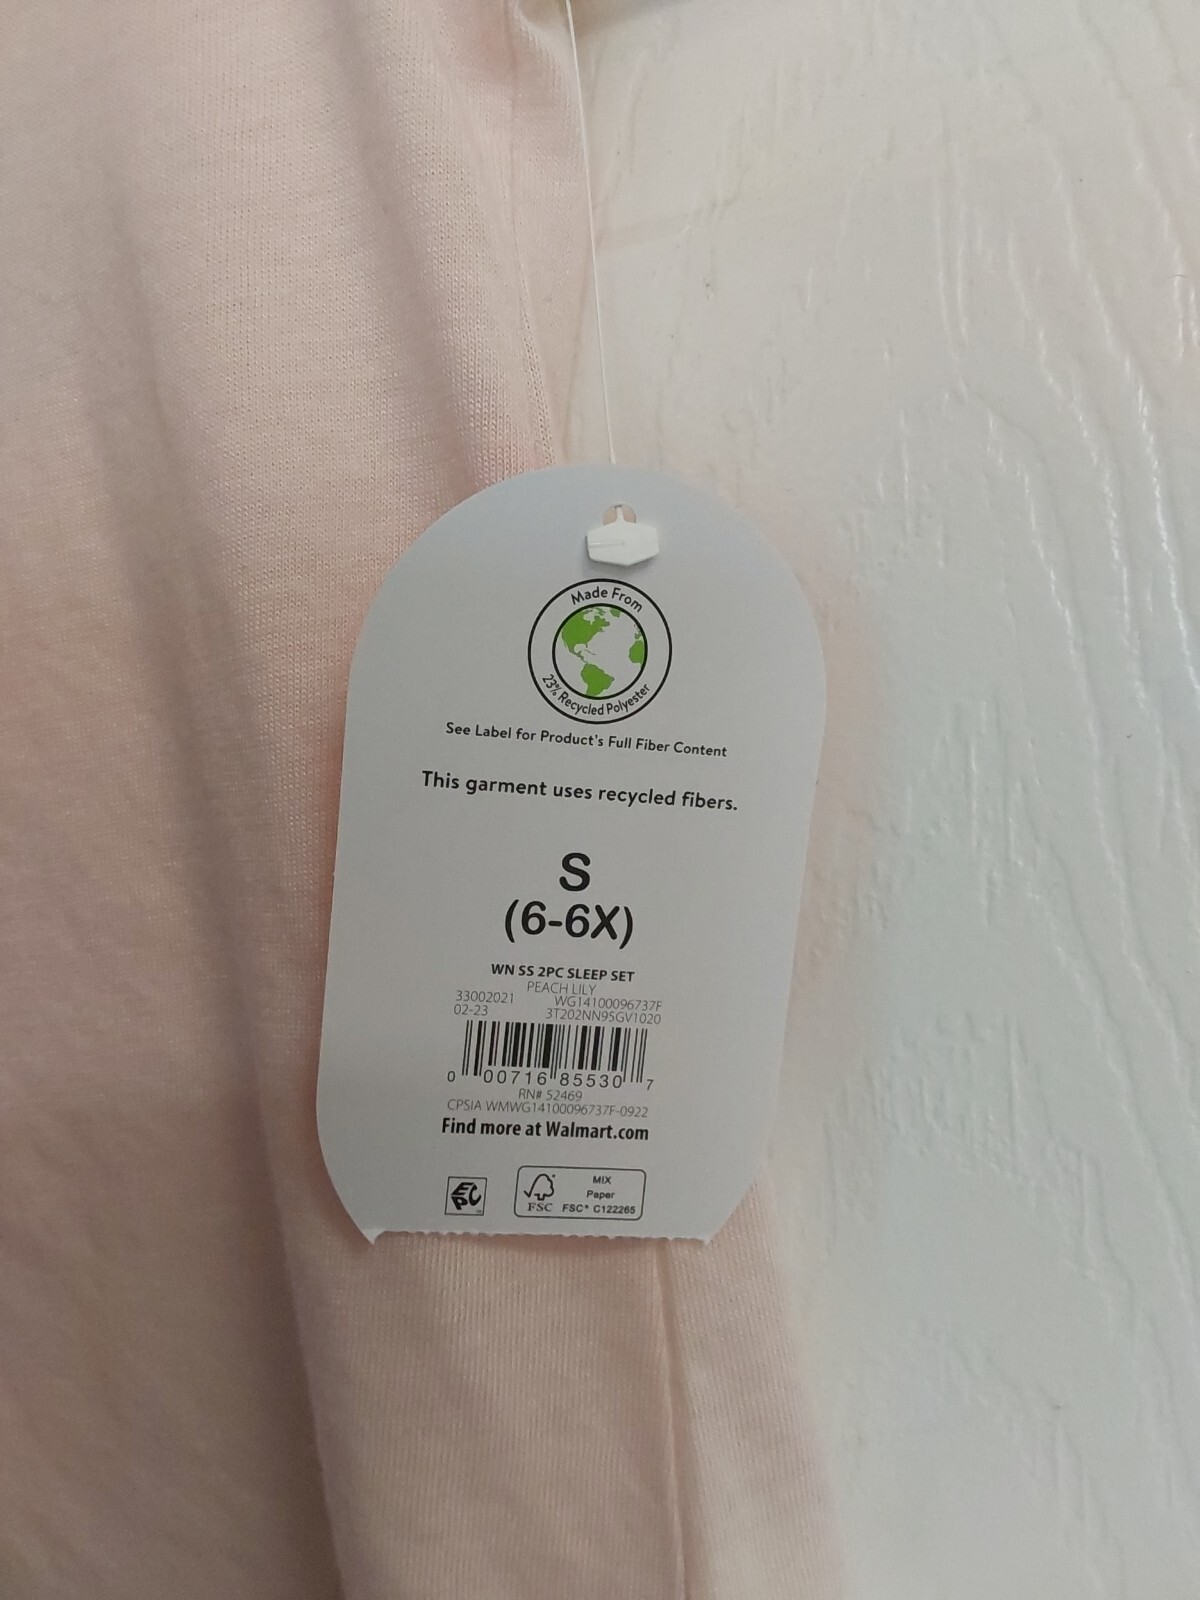 Made From
23% Recycled Polyester
See Label for Product's Full Fiber Content
This garment uses recycled fibers.
S
(6-6X)
WN SS 2PC SLEEP SET
PEACH LILY
33002021 WG14100096737F
02-23 3T202NN9SGV1020
0 00716 85530 7
RN# 52469
CPSIA WMWG14100096737F-0922
Find more at Walmart.com
EPC
FSC
MIX
Paper
FSC® C122265